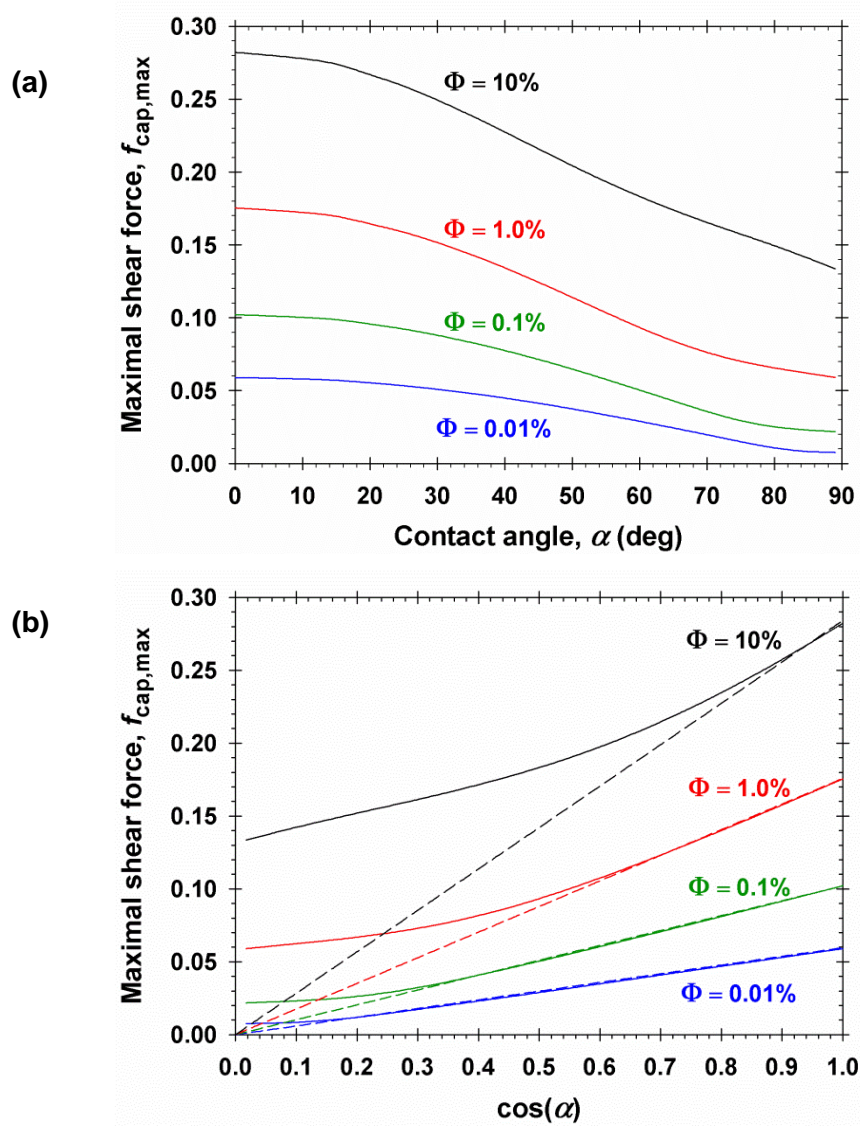 (a)
Maximal shear force, f_cap,max
0.30
0.25
0.20
0.15
0.10
0.05
0.00
Φ = 10%
Φ = 1.0%
Φ = 0.1%
Φ = 0.01%
0 10 20 30 40 50 60 70 80 90
Contact angle, α (deg)
(b)
Maximal shear force, f_cap,max
0.30
0.25
0.20
0.15
0.10
0.05
0.00
Φ = 10%
Φ = 1.0%
Φ = 0.1%
Φ = 0.01%
0.0 0.1 0.2 0.3 0.4 0.5 0.6 0.7 0.8 0.9 1.0
cos(α)